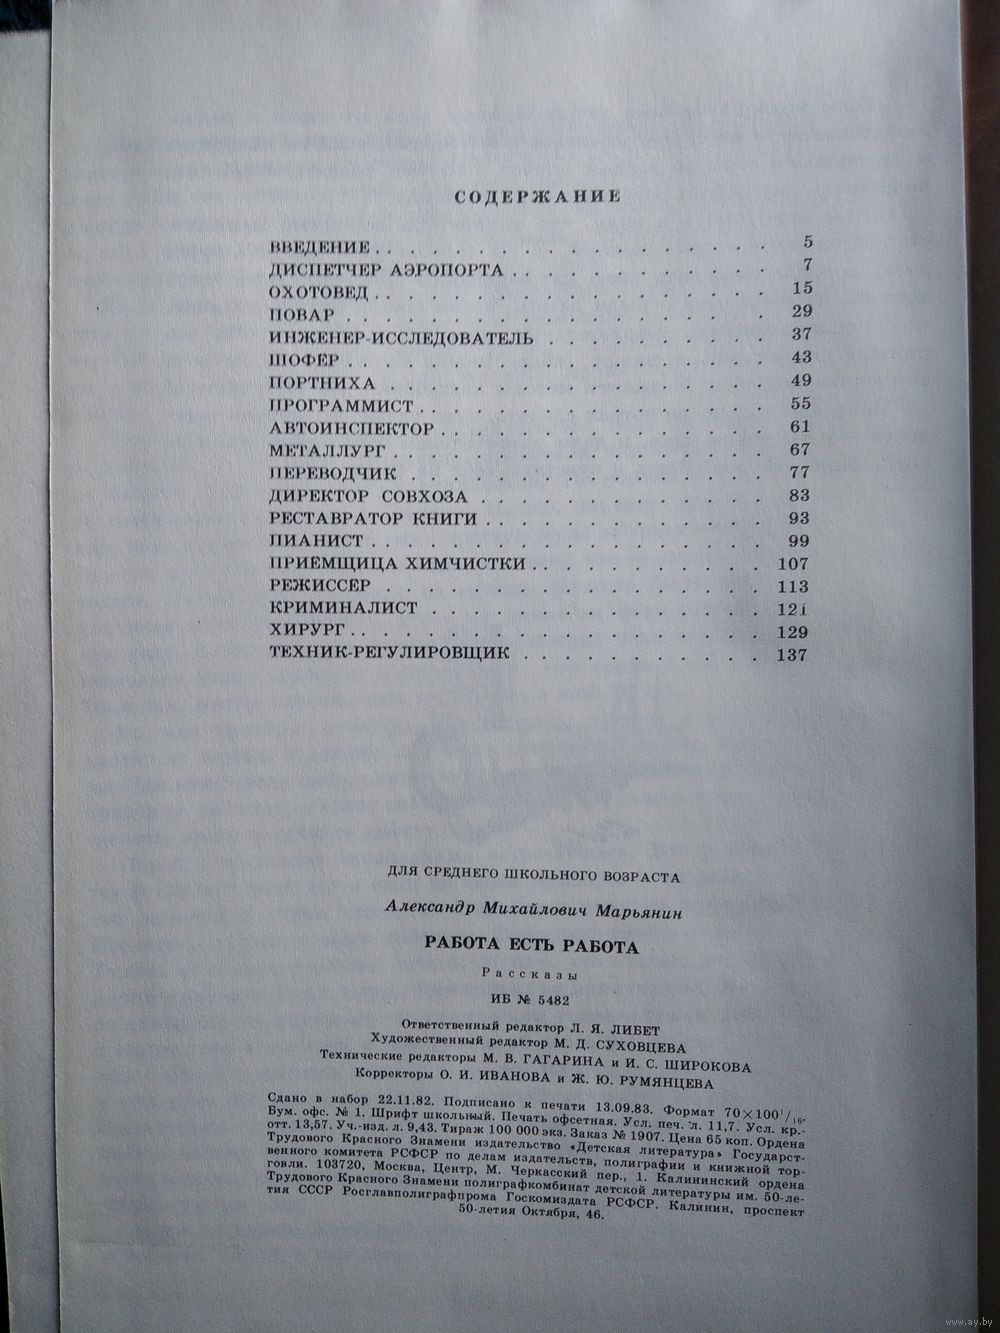 СОДЕРЖАНИЕ
ВВЕДЕНИЕ . . . . . . . . . . . . . . . . . . 5
ДИСПЕТЧЕР АЭРОПОРТА . . . . . . . . . . . . 7
ОХОТОВЕД . . . . . . . . . . . . . . . . . . 15
ПОВАР . . . . . . . . . . . . . . . . . . . 29
ИНЖЕНЕР-ИССЛЕДОВАТЕЛЬ . . . . . . . . . . 37
ШОФЕР . . . . . . . . . . . . . . . . . . . 43
ПОРТНИХА . . . . . . . . . . . . . . . . . 49
ПРОГРАММИСТ . . . . . . . . . . . . . . . . 55
АВТОИНСПЕКТОР . . . . . . . . . . . . . . . 61
МЕТАЛЛУРГ . . . . . . . . . . . . . . . . . 67
ПЕРЕВОДЧИК . . . . . . . . . . . . . . . . 77
ДИРЕКТОР СОВХОЗА . . . . . . . . . . . . . 83
РЕСТАВРАТОР КНИГИ . . . . . . . . . . . . . 93
ПИАНИСТ . . . . . . . . . . . . . . . . . . 99
ПРИЁМЩИЦА ХИМЧИСТКИ . . . . . . . . . . . 107
РЕЖИССЁР . . . . . . . . . . . . . . . . . 113
КРИМИНАЛИСТ . . . . . . . . . . . . . . . 121
ХИРУРГ . . . . . . . . . . . . . . . . . . 129
ТЕХНИК-РЕГУЛИРОВЩИК . . . . . . . . . . . 137
ДЛЯ СРЕДНЕГО ШКОЛЬНОГО ВОЗРАСТА
Александр Михайлович Марьянин
РАБОТА ЕСТЬ РАБОТА
Рассказы
ИБ № 5482
Ответственный редактор Л. Я. ЛИБЕТ
Художественный редактор М. Д. СУХОВЦЕВА
Технические редакторы М. В. ГАГАРИНА и И. С. ШИРОКОВА
Корректоры О. И. ИВАНОВА и Ж. Ю. РУМЯНЦЕВА
Сдано в набор 22.11.82. Подписано к печати 13.09.83. Формат 70×100 1/16.
Бум. офс. № 1. Шрифт школьный. Печать офсетная. Усл. печ. л. 11,7. Усл. кр.-
отт. 13,57. Уч.-изд. л. 9,43. Тираж 100 000 экз. Заказ № 1907. Цена 65 коп. Ордена
Трудового Красного Знамени издательство «Детская литература» Государст-
венного комитета РСФСР по делам издательств, полиграфии и книжной тор-
говли. 103720, Москва, Центр, М. Черкасский пер., 1. Калининский ордена
Трудового Красного Знамени полиграфкомбинат детской литературы им. 50-ле-
тия СССР Росглавполиграфпрома Госкомиздата РСФСР. Калинин, проспект
50-летия Октября, 46.
www.ay.by